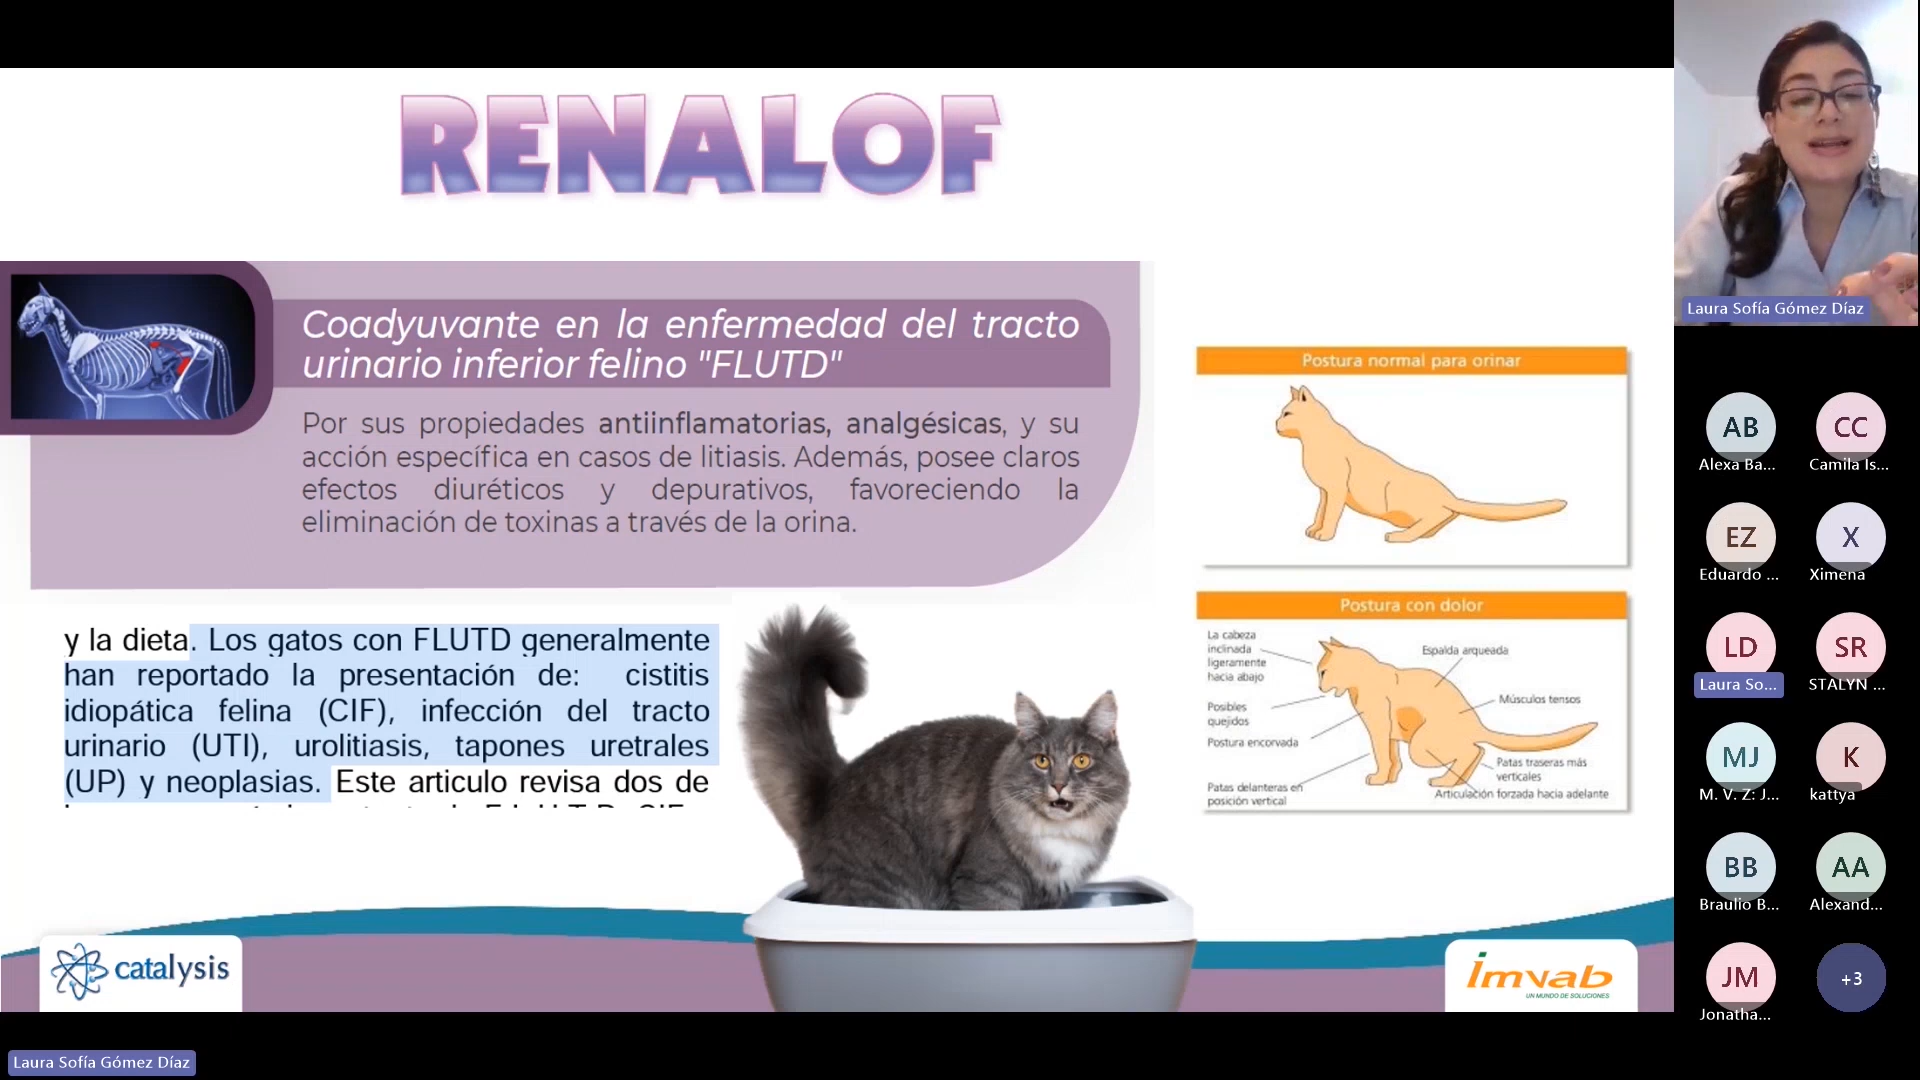 RENALOF
Coadyuvante en la enfermedad del tracto
urinario inferior felino "FLUTD"
Por sus propiedades antiinflamatorias, analgésicas, y su
acción específica en casos de litiasis. Además, posee claros
efectos diuréticos y depurativos, favoreciendo la
eliminación de toxinas a través de la orina.
y la dieta. Los gatos con FLUTD generalmente
han reportado la presentación de: cistitis
idiopática felina (CIF), infección del tracto
urinario (UTI), urolitiasis, tapones uretrales
(UP) y neoplasias. Este articulo revisa dos de
Postura normal para orinar
Postura con dolor
La cabeza
inclinada
ligeramente
hacia abajo
Posibles
quejidos
Postura encorvada
Patas delanteras en
posición vertical
Espalda arqueada
Músculos tensos
Patas traseras más
verticales
Articulación forzada hacia adelante
catalysis
imvab
UN MUNDO DE SOLUCIONES
Laura Sofía Gómez Díaz
Laura Sofía Gómez Díaz
AB
Alexa Ba...
CC
Camila Is...
EZ
Eduardo ...
X
Ximena
LD
Laura So...
SR
STALYN ...
MJ
M. V. Z: J...
K
kattya
BB
Braulio B...
AA
Alexand...
JM
Jonatha...
+3